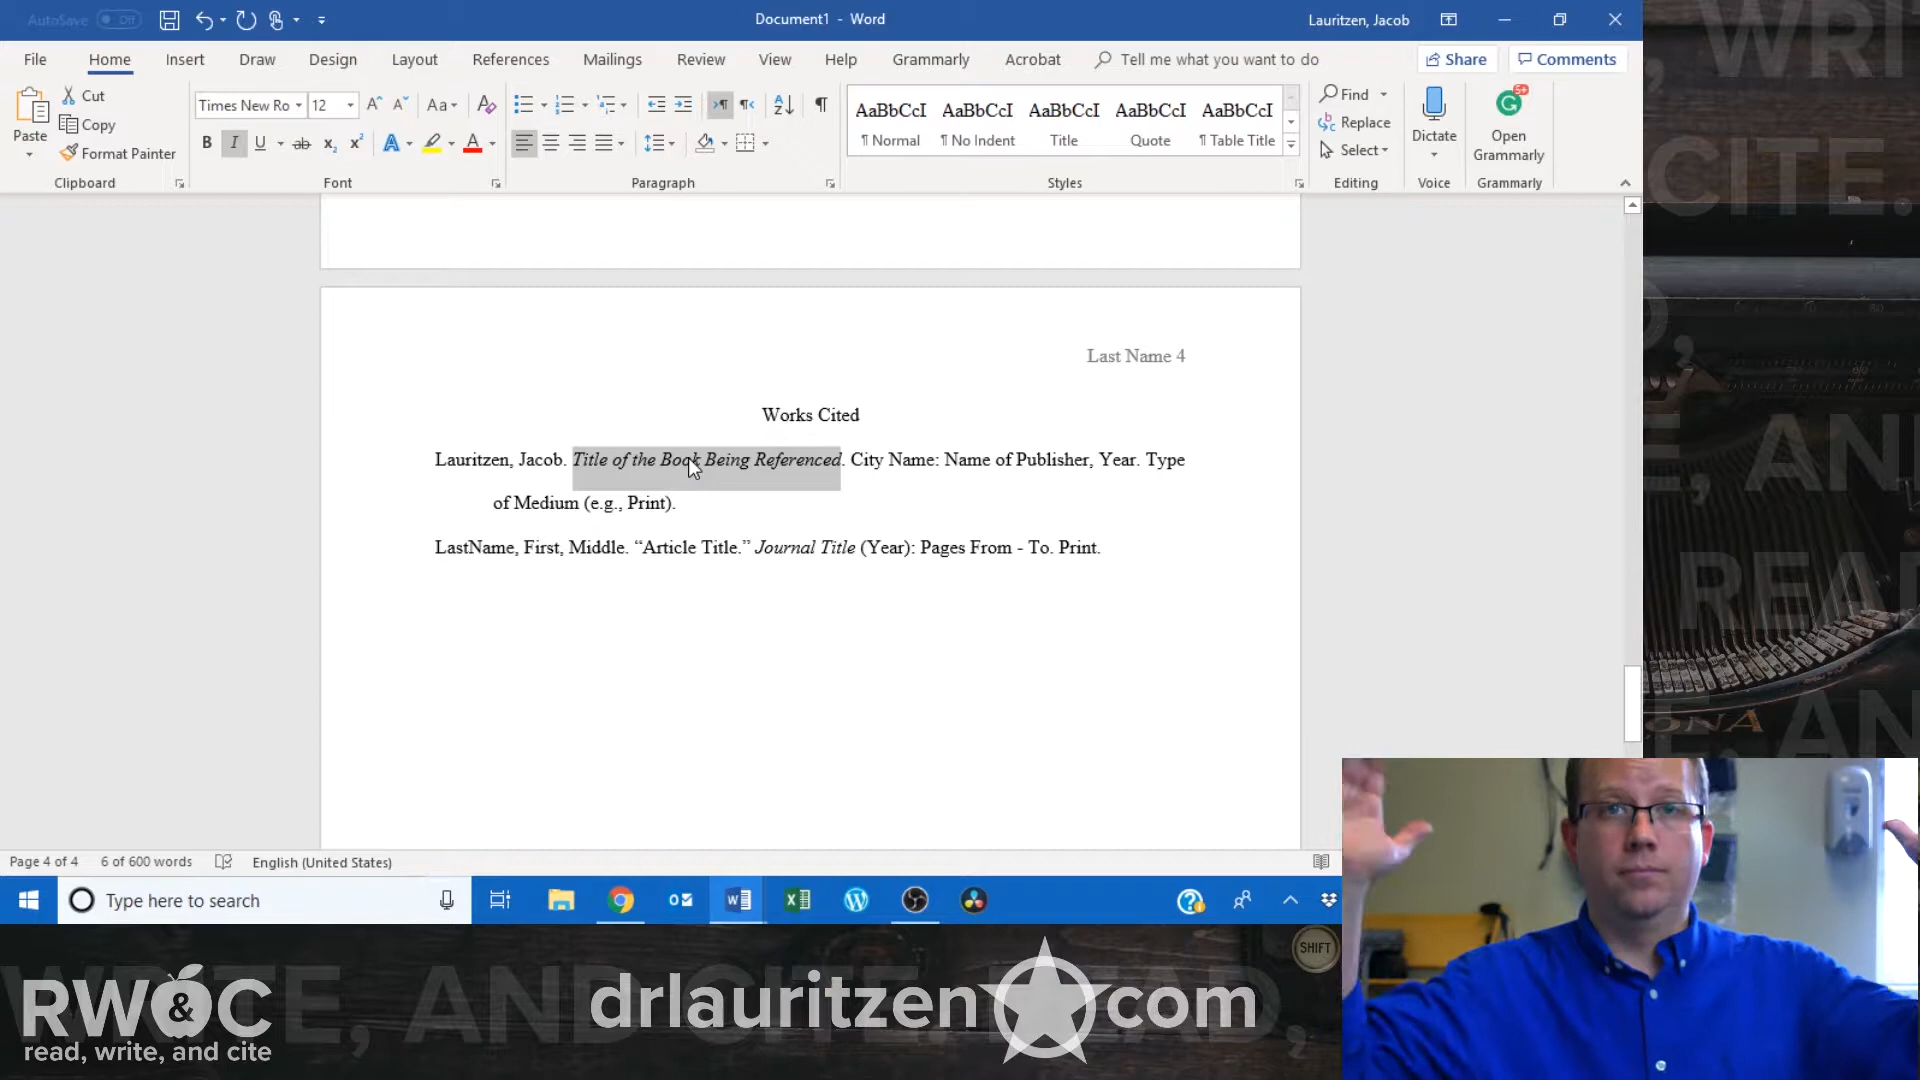 AutoSave Off
Document1 - Word
Lauritzen, Jacob
File Home Insert Draw Design Layout References Mailings Review View Help Grammarly Acrobat Tell me what you want to do Share Comments
Paste
Cut
Copy
Format Painter
Clipboard
Times New Ro 12
Font
Paragraph
AaBbCcI AaBbCcI AaBbCcI AaBbCcI AaBbCcI
¶ Normal ¶ No Indent Title Quote ¶ Table Title
Styles
Find
Replace
Select
Editing
Dictate
Voice
Open
Grammarly
Grammarly
Last Name 4
Works Cited
Lauritzen, Jacob. Title of the Book Being Referenced. City Name: Name of Publisher, Year. Type
of Medium (e.g., Print).
LastName, First, Middle. “Article Title.” Journal Title (Year): Pages From - To. Print.
Page 4 of 4 6 of 600 words English (United States)
Type here to search
SHIFT
RW&C
read, write, and cite
drlauritzen com